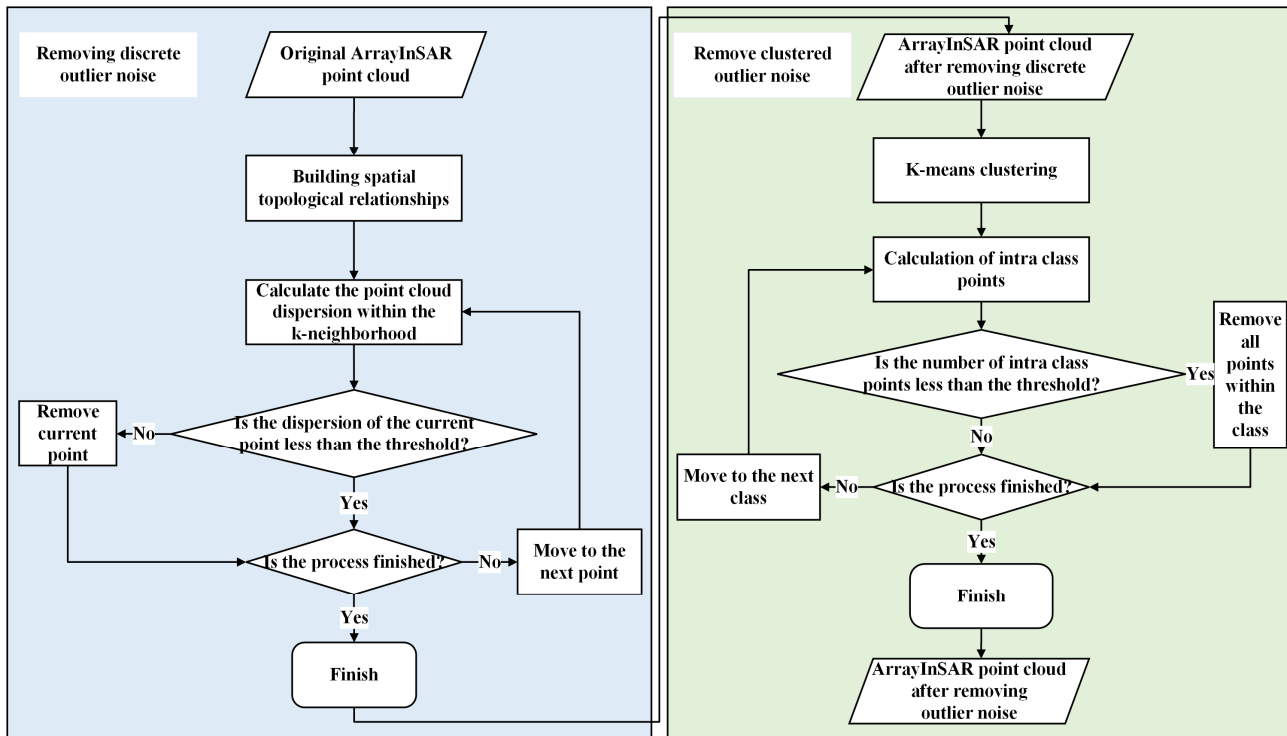 Removing discrete
outlier noise
Original ArrayInSAR
point cloud
Building spatial
topological relationships
Calculate the point cloud
dispersion within the
k-neighborhood
Is the dispersion of the current
point less than the threshold?
No
Remove
current
point
Yes
Is the process finished?
No
Move to the
next point
Yes
Finish
Remove clustered
outlier noise
ArrayInSAR point cloud
after removing discrete
outlier noise
K-means clustering
Calculation of intra class
points
Is the number of intra class
points less than the threshold?
Yes
Remove
all
points
within
the
class
No
Is the process finished?
No
Move to the next
class
Yes
Finish
ArrayInSAR point cloud
after removing
outlier noise